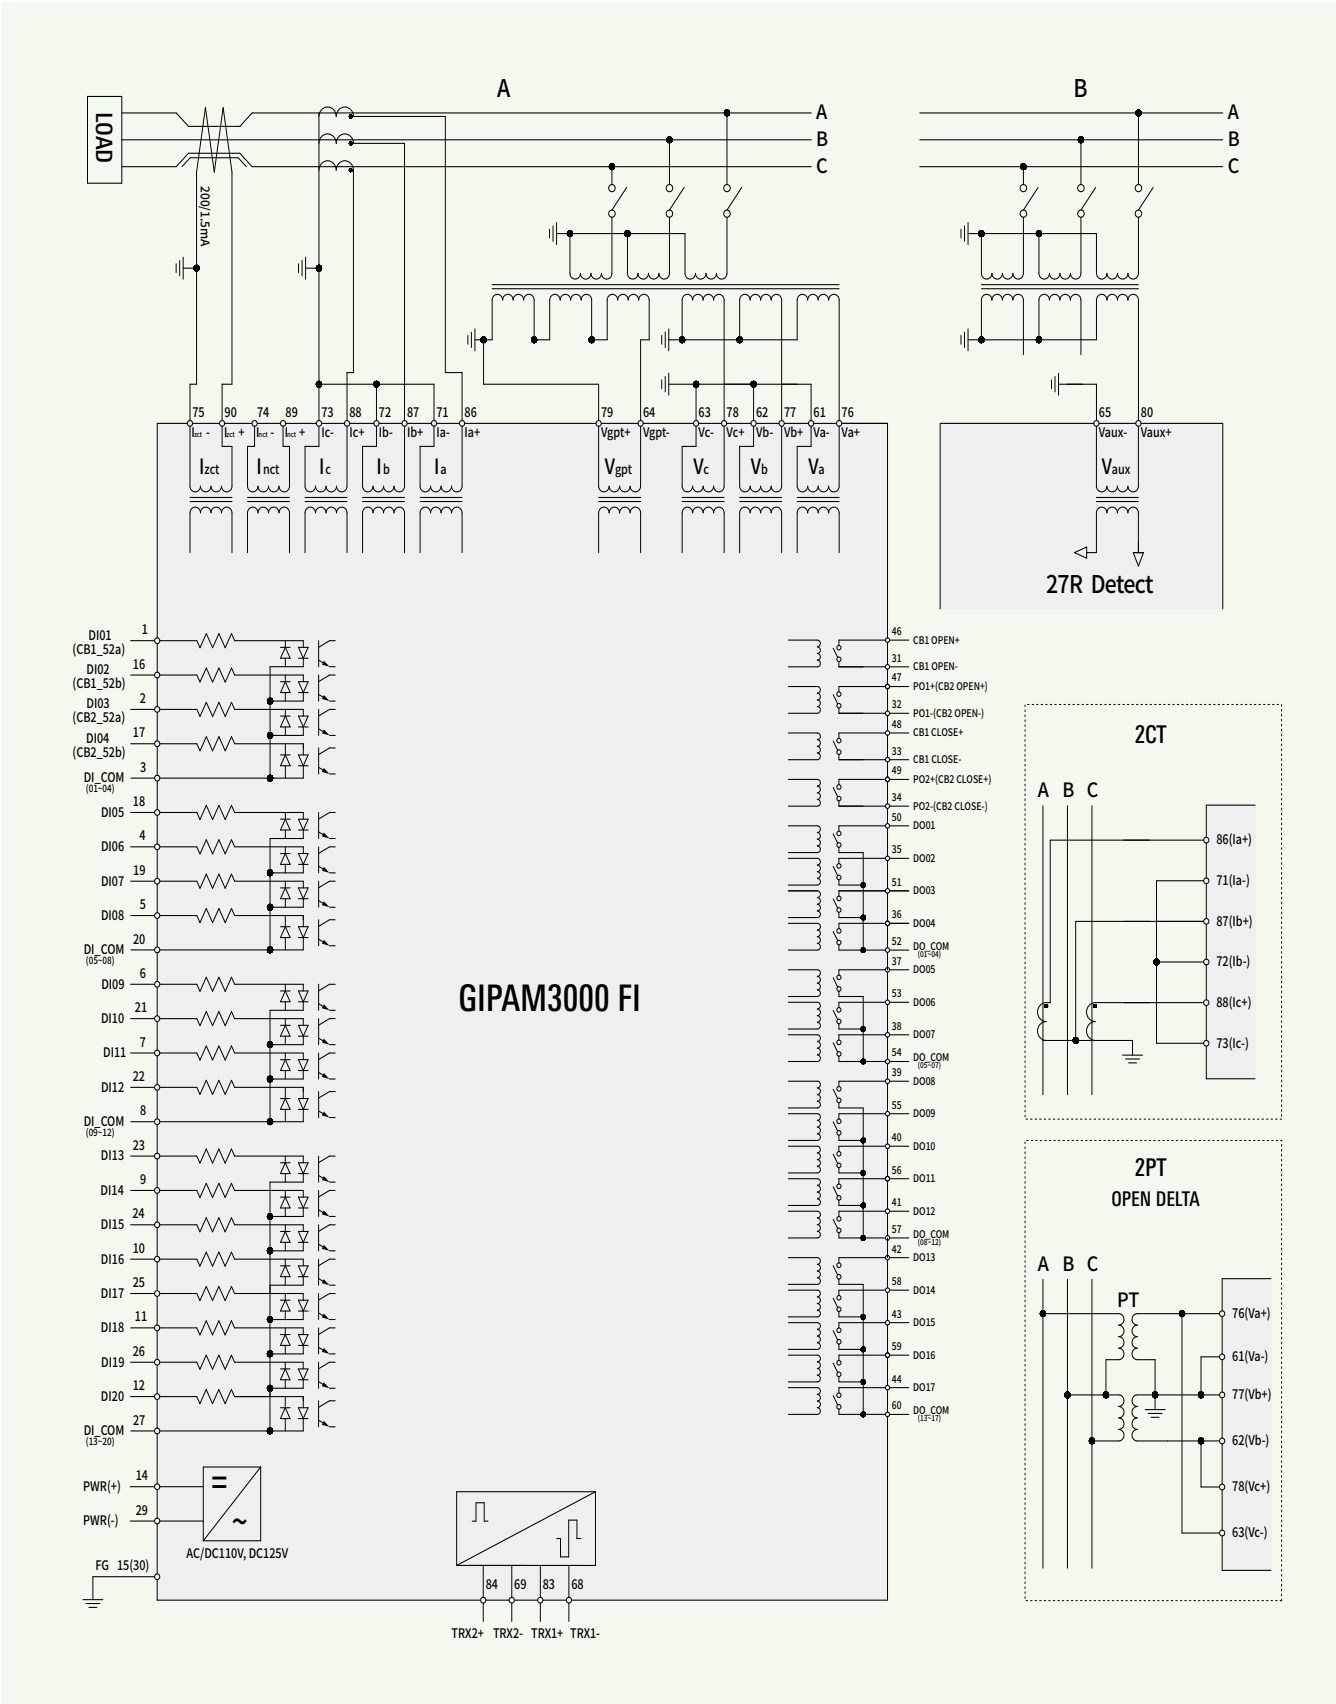 A
B
LOAD
A
B
C
A
B
C
200/1.5mA
75 90 74 89 73 88 72 87 71 86 79 64 63 78 62 77 61 76 65 80
Izct - Izct + Inct - Inct + Ic- Ic+ Ib- Ib+ Ia- Ia+ Vgpt+ Vgpt- Vc- Vc+ Vb- Vb+ Va- Va+ Vaux- Vaux+
Izct Inct Ic Ib Ia Vgpt Vc Vb Va Vaux
27R Detect
DI01 1
(CB1_52a)
DI02 16
(CB1_52b)
DI03 2
(CB2_52a)
DI04 17
(CB2_52b)
DI_COM 3
(01~04)
DI05 18
DI06 4
DI07 19
DI08 5
DI_COM 20
(05~08)
DI09 6
DI10 21
DI11 7
DI12 22
DI_COM 8
(09~12)
DI13 23
DI14 9
DI15 24
DI16 10
DI17 25
DI18 11
DI19 26
DI20 12
DI_COM 27
(13~20)
PWR(+) 14
PWR(-) 29
AC/DC110V, DC125V
FG 15(30)
GIPAM3000 FI
84 69 83 68
TRX2+ TRX2- TRX1+ TRX1-
46 CB1 OPEN+
31 CB1 OPEN-
47 PO1+(CB2 OPEN+)
32 PO1-(CB2 OPEN-)
48 CB1 CLOSE+
33 CB1 CLOSE-
49 PO2+(CB2 CLOSE+)
34 PO2-(CB2 CLOSE-)
50 DO01
35 DO02
51 DO03
36 DO04
52 DO_COM
(01~04)
37 DO05
53 DO06
38 DO07
54 DO_COM
(05~07)
39 DO08
55 DO09
40 DO10
56 DO11
41 DO12
57 DO_COM
(08~12)
42 DO13
58 DO14
43 DO15
59 DO16
44 DO17
60 DO_COM
(13~17)
2CT
A B C
86(Ia+)
71(Ia-)
87(Ib+)
72(Ib-)
88(Ic+)
73(Ic-)
2PT
OPEN DELTA
A B C
PT
76(Va+)
61(Va-)
77(Vb+)
62(Vb-)
78(Vc+)
63(Vc-)